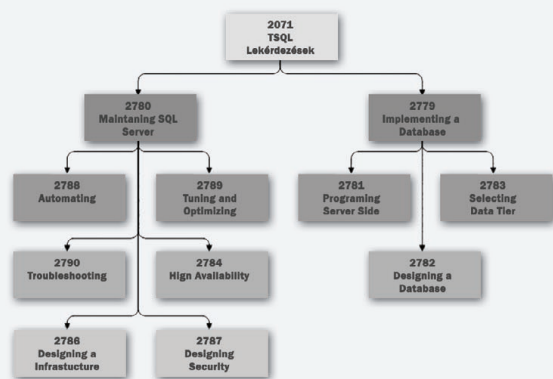 2071
TSQL
Lekérdezések
2780
Maintaning SQL
Server
2779
Implementing a
Database
2788
Automating
2789
Tuning and
Optimizing
2781
Programing
Server Side
2783
Selecting
Data Tier
2790
Troubleshooting
2784
Hign Availability
2782
Designing a
Database
2786
Designing a
Infrastucture
2787
Designing
Security